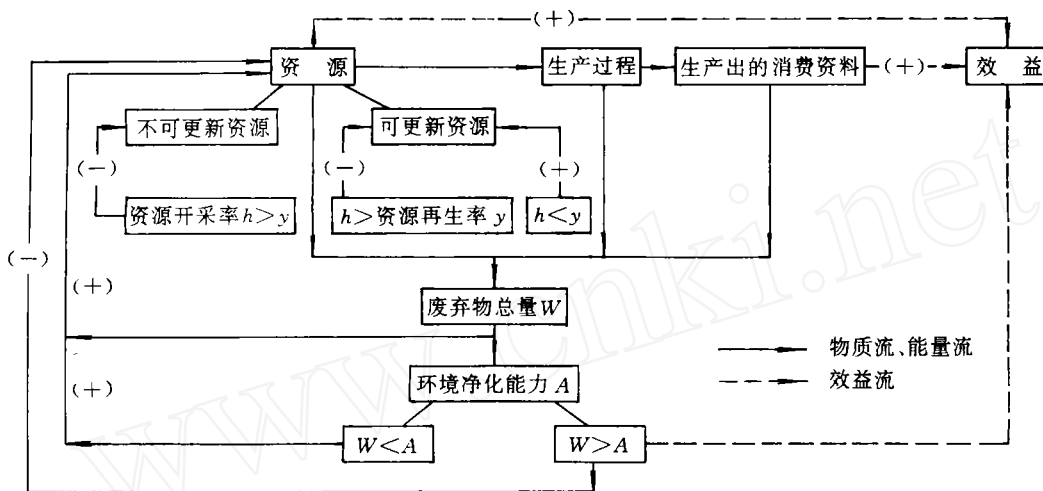 (+)
资 源
生产过程
生产出的消费资料
(+)
效 益
不可更新资源
可更新资源
(-)
(-)
(+)
资源开采率h>y
h>资源再生率 y
h<y
(-)
(+)
废弃物总量W
物质流、能量流
(+)
环境净化能力 A
效益流
W<A
W>A
www.cnki.net